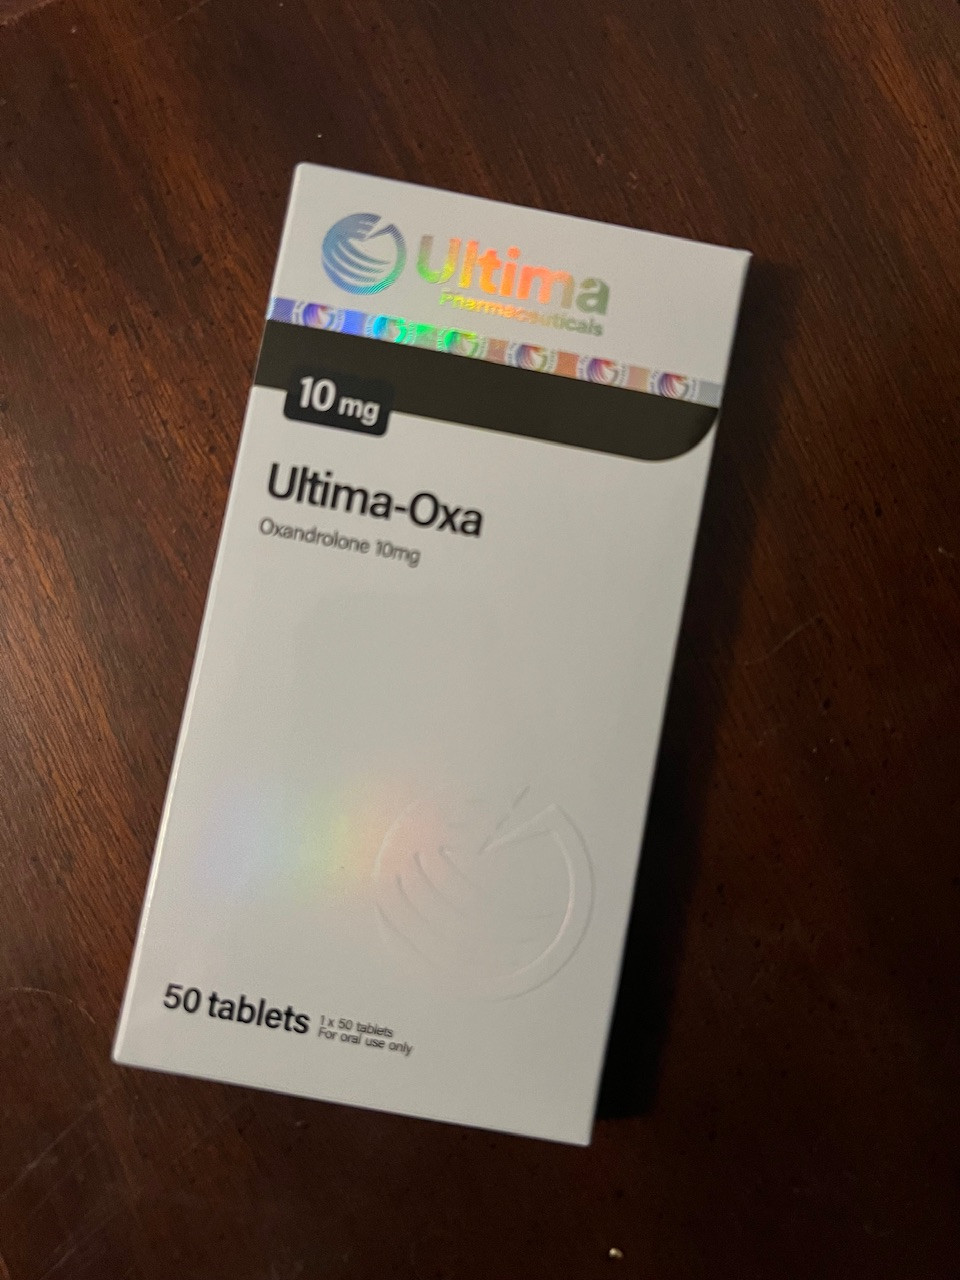 Ultima
Pharmaceuticals
10 mg
Ultima-Oxa
Oxandrolone 10mg
50 tablets
1 x 50 tablets
For oral use only